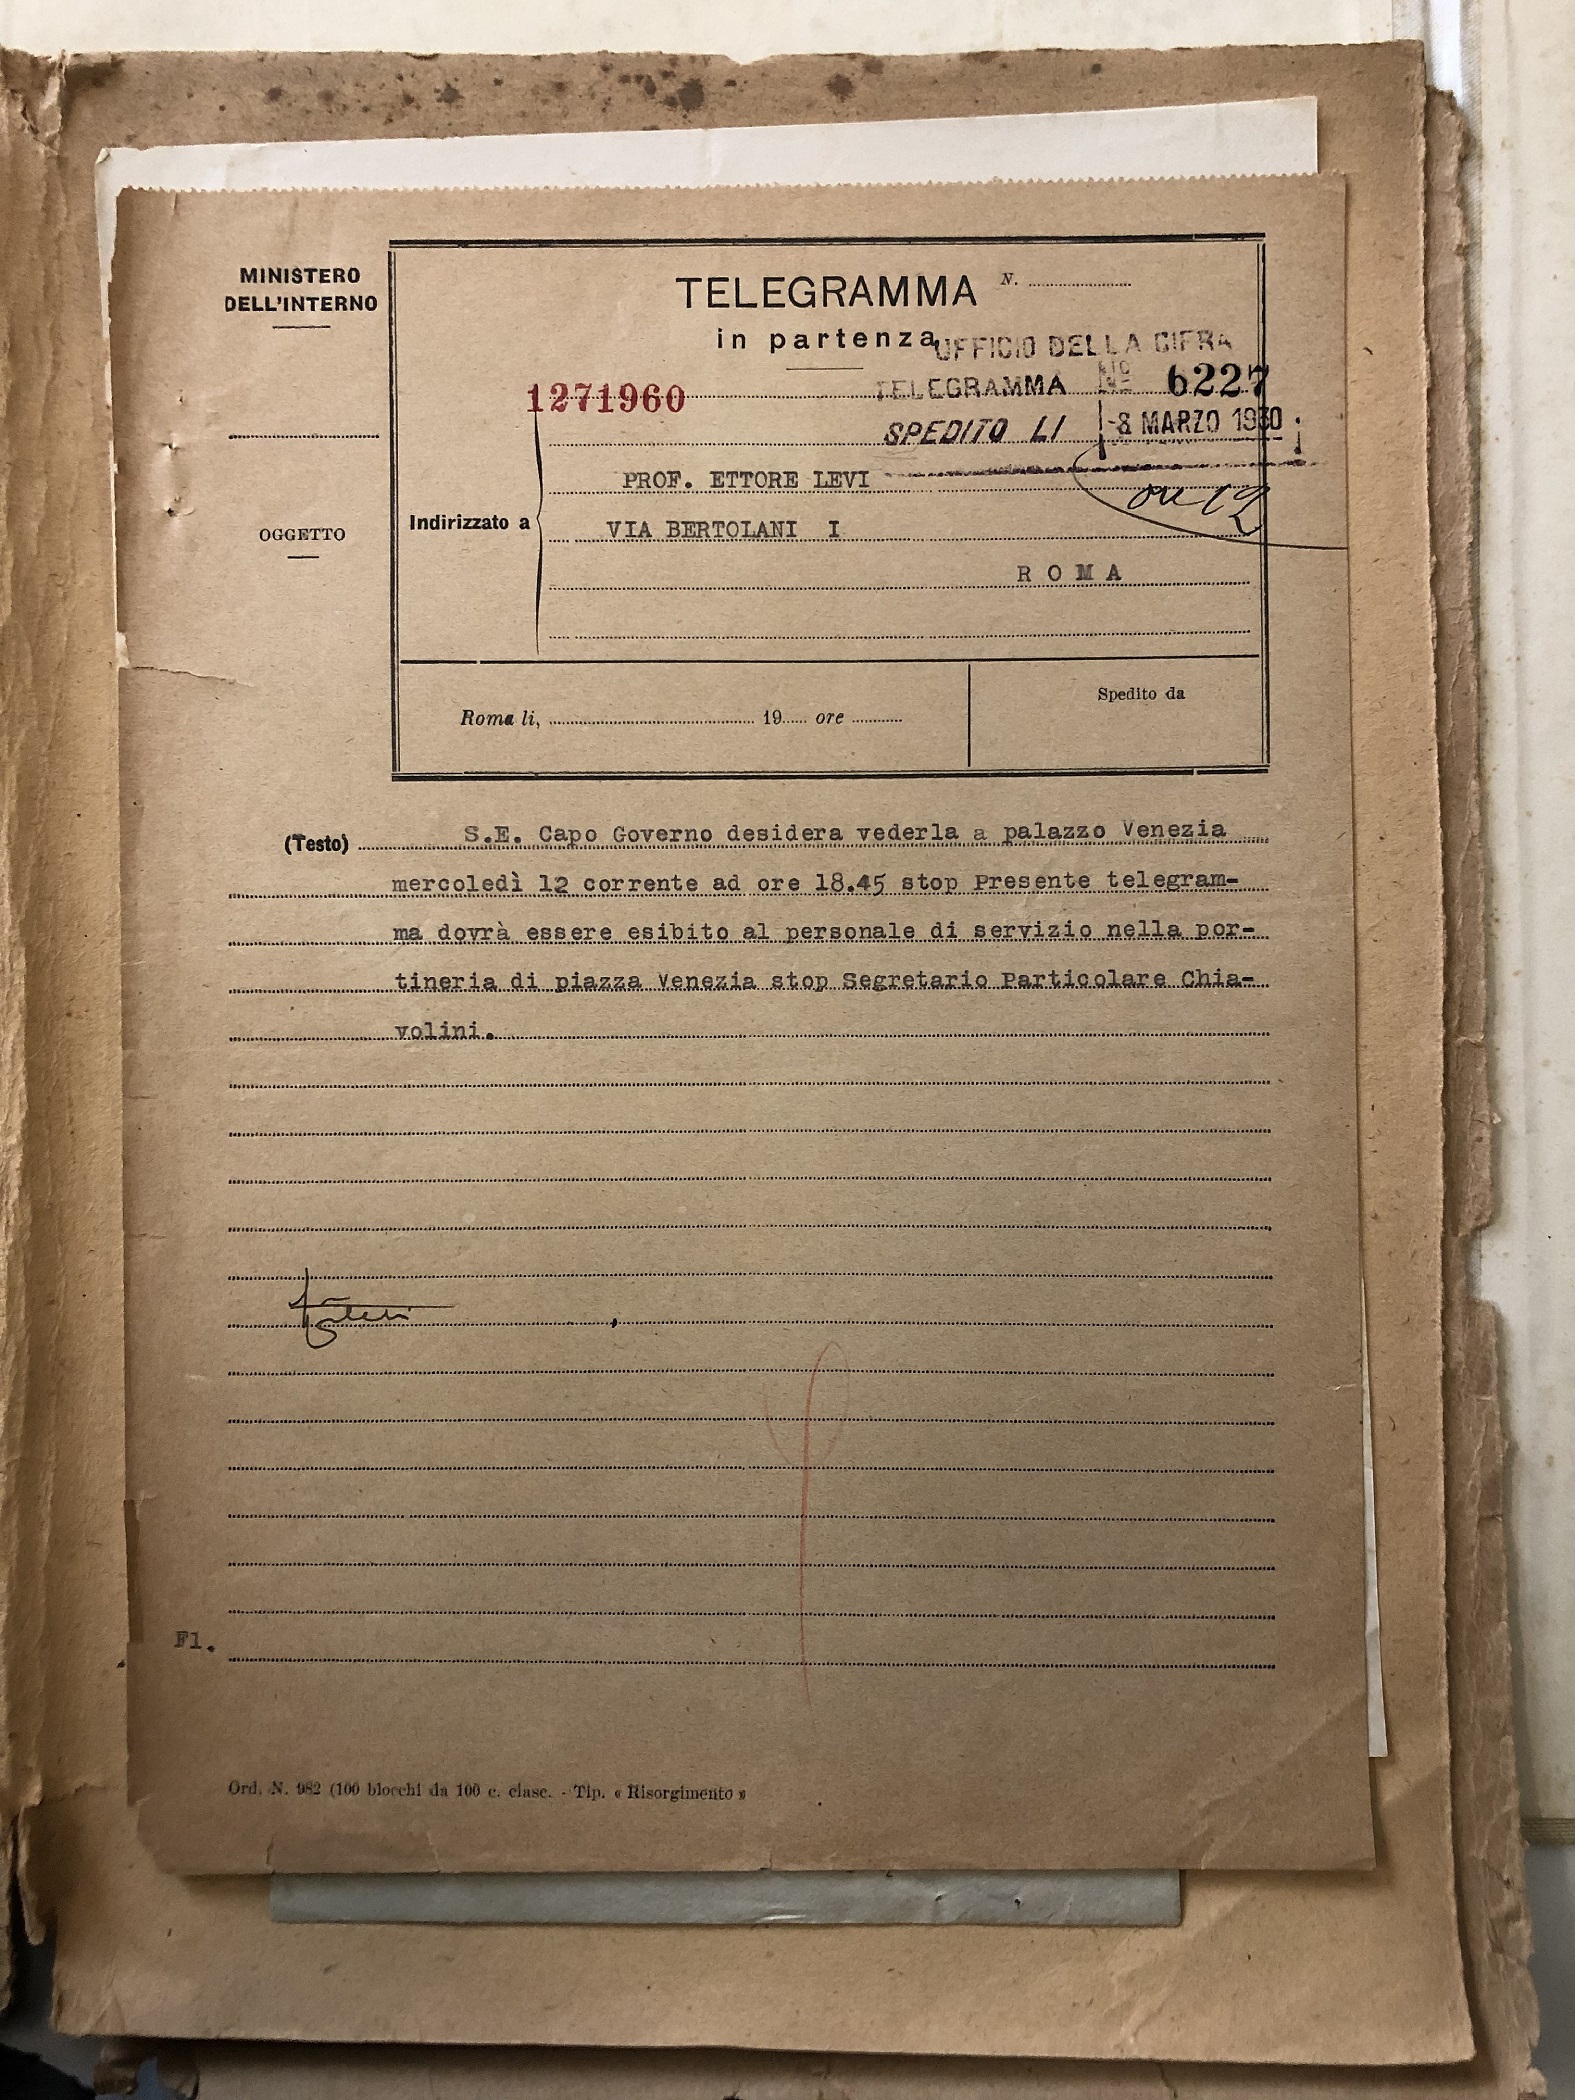 MINISTERO
DELL'INTERNO
TELEGRAMMA N.
in partenza
UFFICIO DELLA CIFRA
1271960
TELEGRAMMA Nº 6227
SPEDITO LI -8 MARZO 1930
PROF. ETTORE LEVI
ore 12
OGGETTO
Indirizzato a
VIA BERTOLANI I
ROMA
Roma li, 19 ore
Spedito da
(Testo) S.E. Capo Governo desidera vederla a palazzo Venezia
mercoledì 12 corrente ad ore 18.45 stop Presente telegram-
ma dovrà essere esibito al personale di servizio nella por-
tineria di piazza Venezia stop Segretario Particolare Chia-
volini.
Fl.
Ord. N. 982 (100 blocchi da 100 c. clasc. - Tip. « Risorgimento »